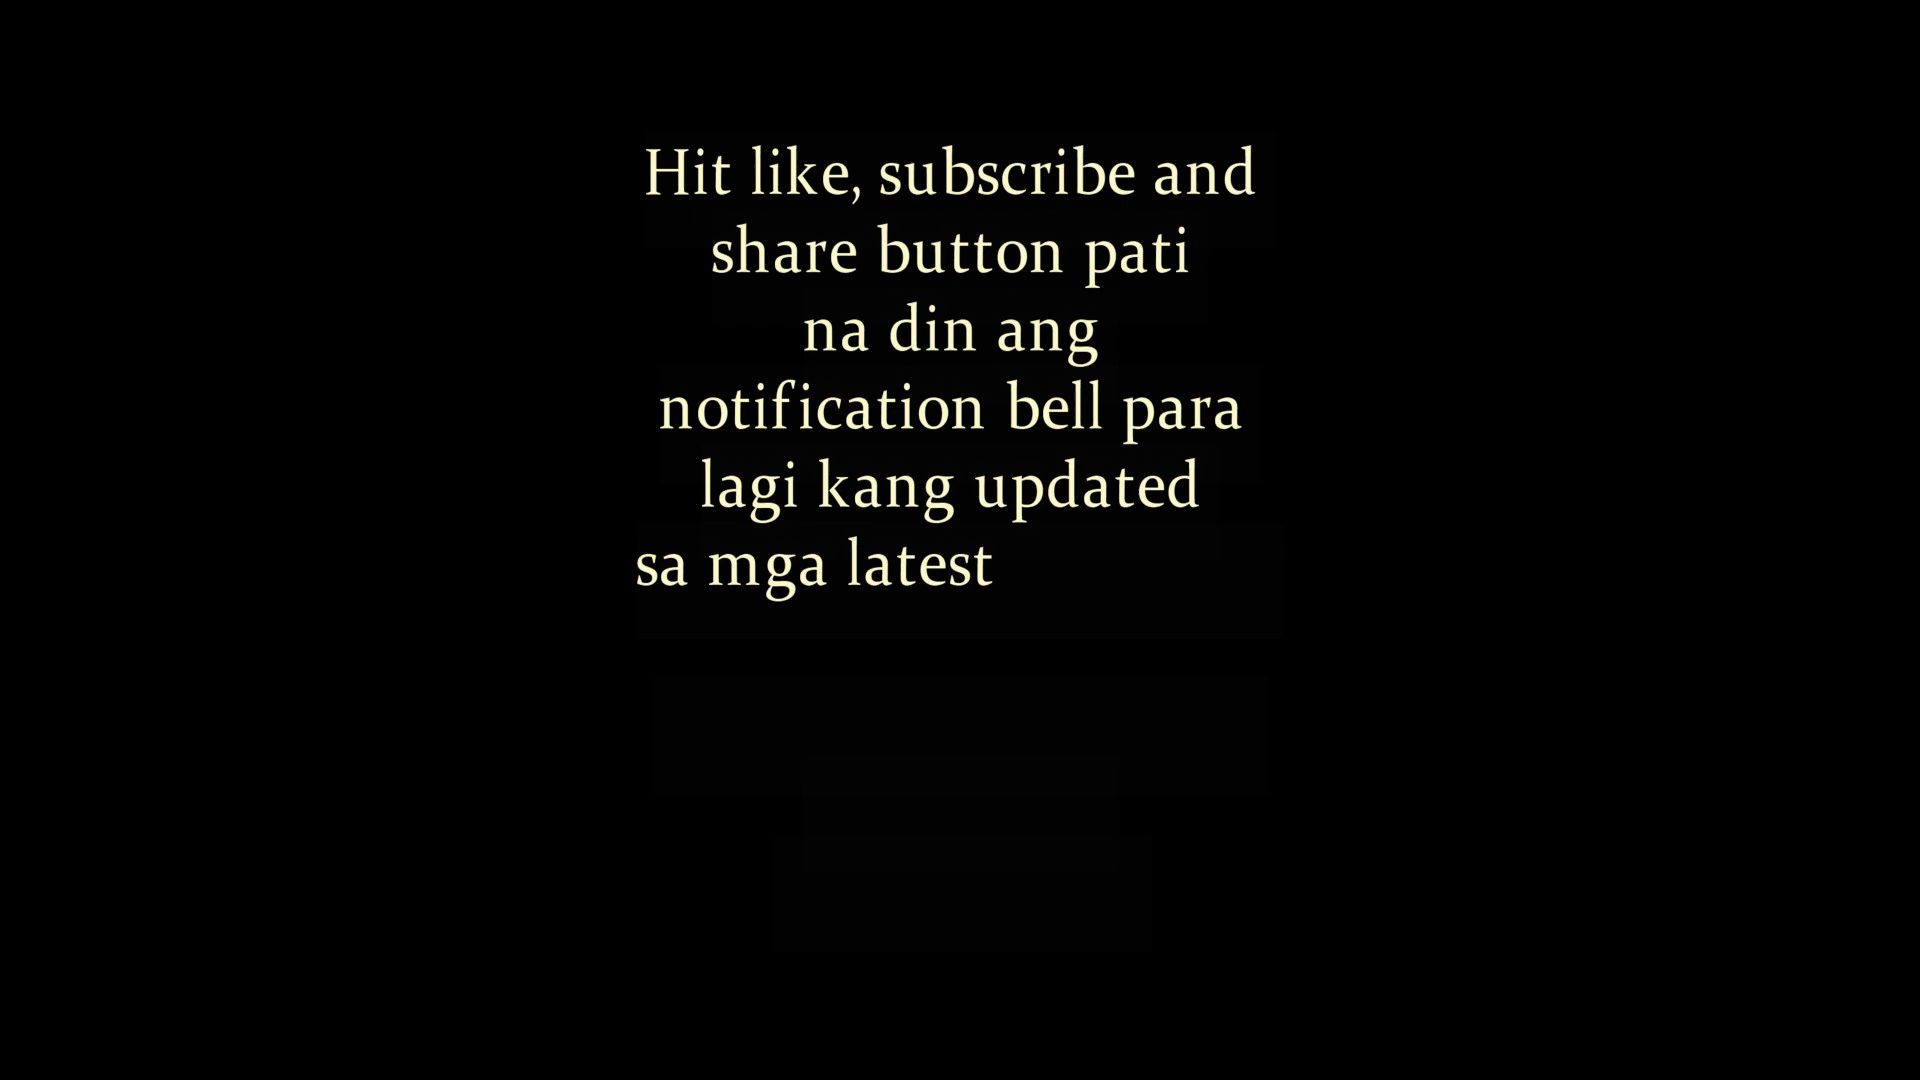 Hit like, subscribe and
share button pati
na din ang
notification bell para
lagi kang updated
sa mga latest